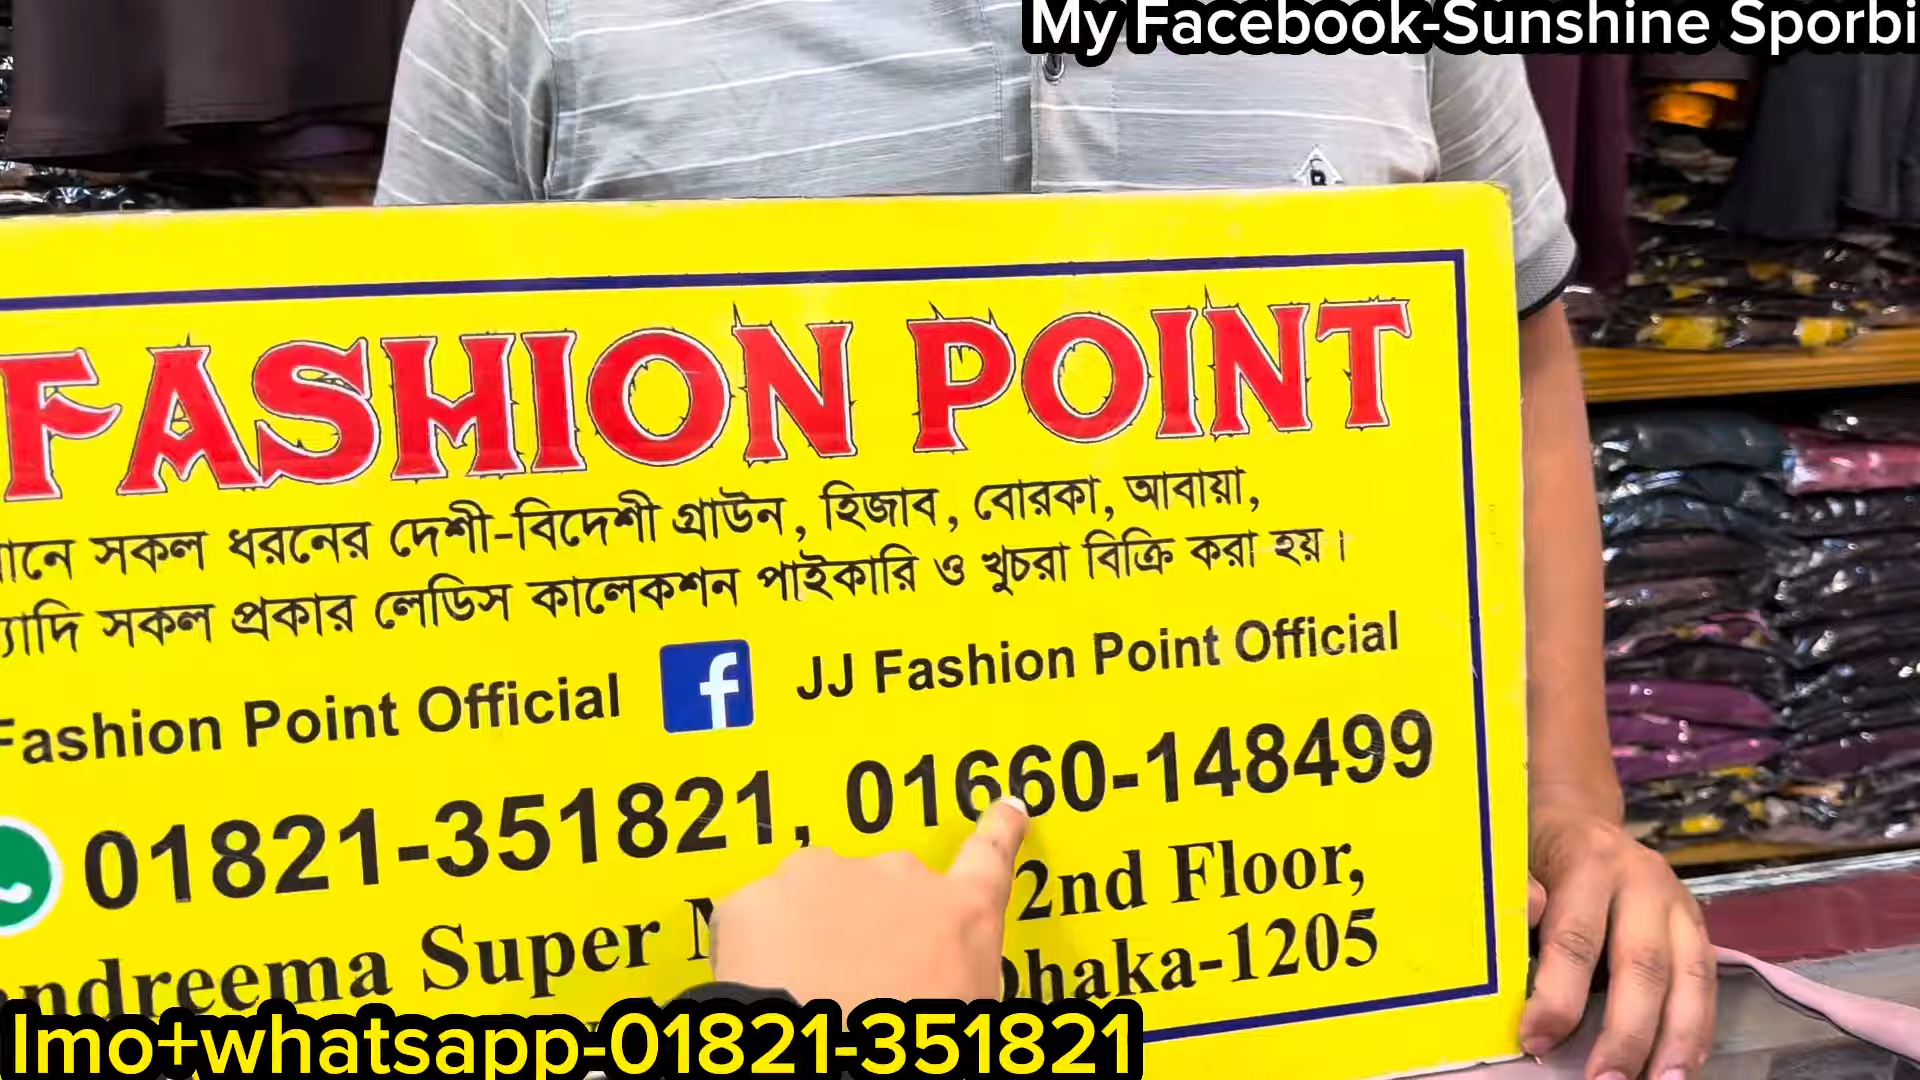 My Facebook-Sunshine Sporbi
FASHION POINT
সকল ধরনের দেশী-বিদেশী গ্রাউন, হিজাব, বোরকা, আবায়া,
সকল প্রকার লেডিস কালেকশন পাইকারি ও খুচরা বিক্রি করা হয়।
Fashion Point Official JJ Fashion Point Official
01821-351821, 01660-148499
Super 2nd Floor,
Dhaka-1205
Imo+whatsapp-01821-351821